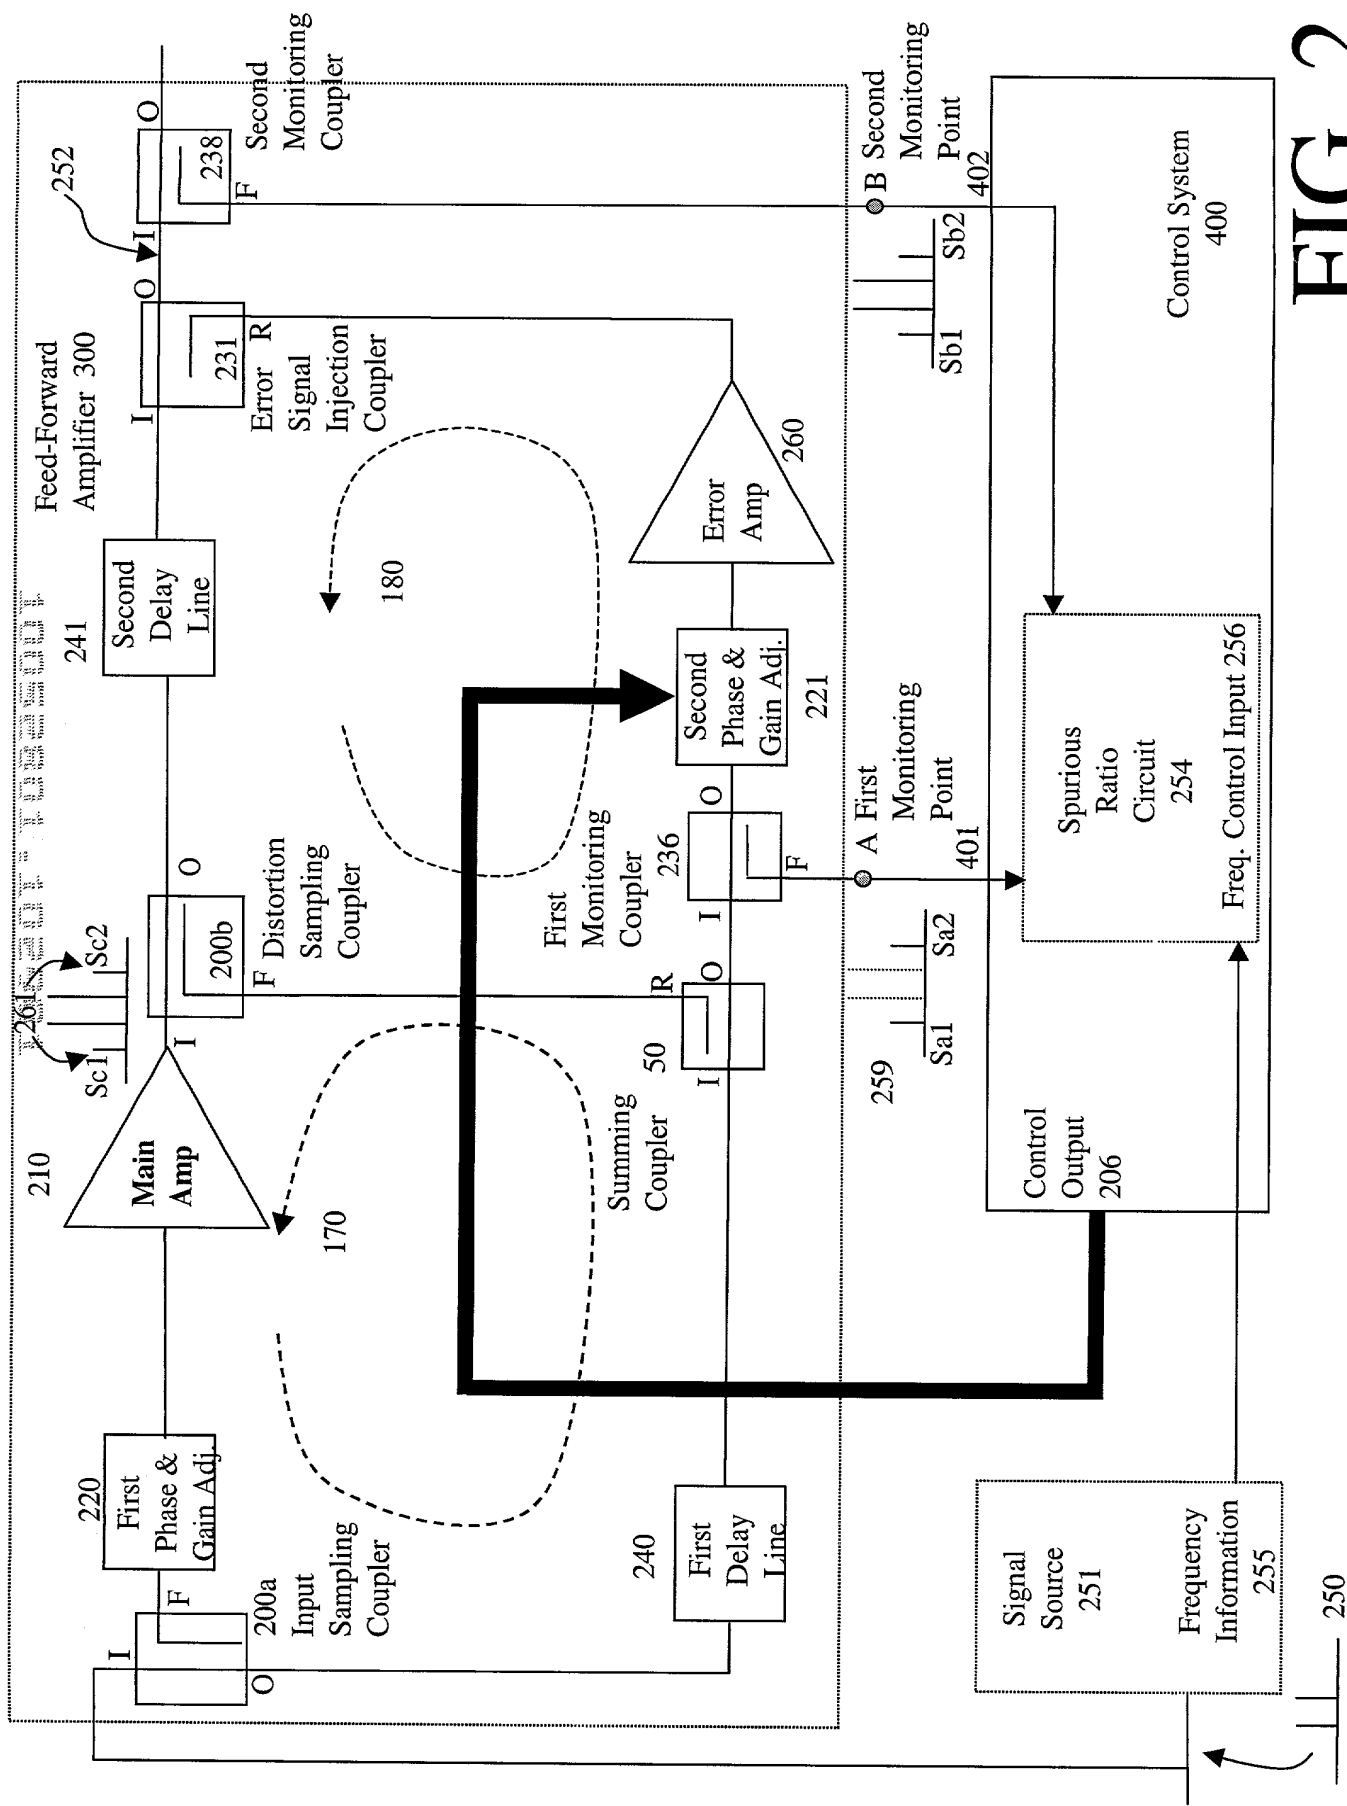 Feed-Forward
Amplifier 300
252
I
O
238
F
Second
Monitoring
Coupler
I
O
231
R
Error
Signal
Injection
Coupler
241
Second
Delay
Line
180
261
Sc1
Sc2
I
O
200b
F
Distortion
Sampling
Coupler
210
Main
Amp
170
220
First
Phase &
Gain Adj.
I
F
O
200a
Input
Sampling
Coupler
240
First
Delay
Line
Summing
Coupler
50
I
R
O
First
Monitoring
Coupler
236
I
O
F
Second
Phase &
Gain Adj.
221
Error
Amp
260
A First
Monitoring
Point
401
259
Sa1
Sa2
B Second
Monitoring
Point
402
Sb1
Sb2
Control System
400
Spurious
Ratio
Circuit
254
Freq. Control Input 256
Control
Output
206
Signal
Source
251
Frequency
Information
255
250
FIG 2